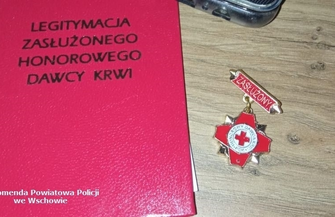 LEGITYMACJA
ZASŁUŻONEGO
HONOROWEGO
DAWCY KRWI
ZASŁUŻONY
omenda Powiatowa Policji
we Wschowie